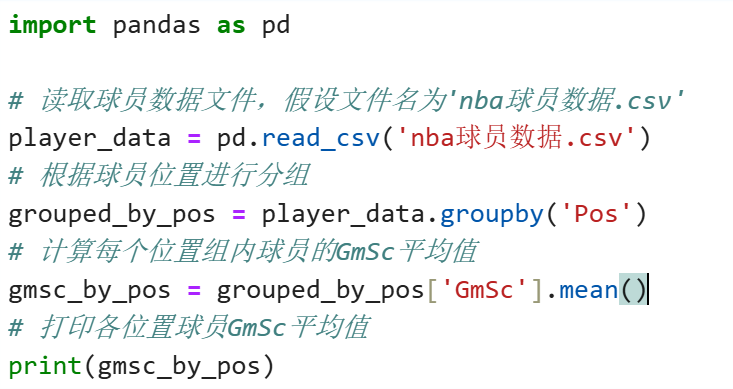 import pandas as pd
# 读取球员数据文件，假设文件名为'nba球员数据.csv'
player_data = pd.read_csv('nba球员数据.csv')
# 根据球员位置进行分组
grouped_by_pos = player_data.groupby('Pos')
# 计算每个位置组内球员的GmSc平均值
gmsc_by_pos = grouped_by_pos['GmSc'].mean()
# 打印各位置球员GmSc平均值
print(gmsc_by_pos)